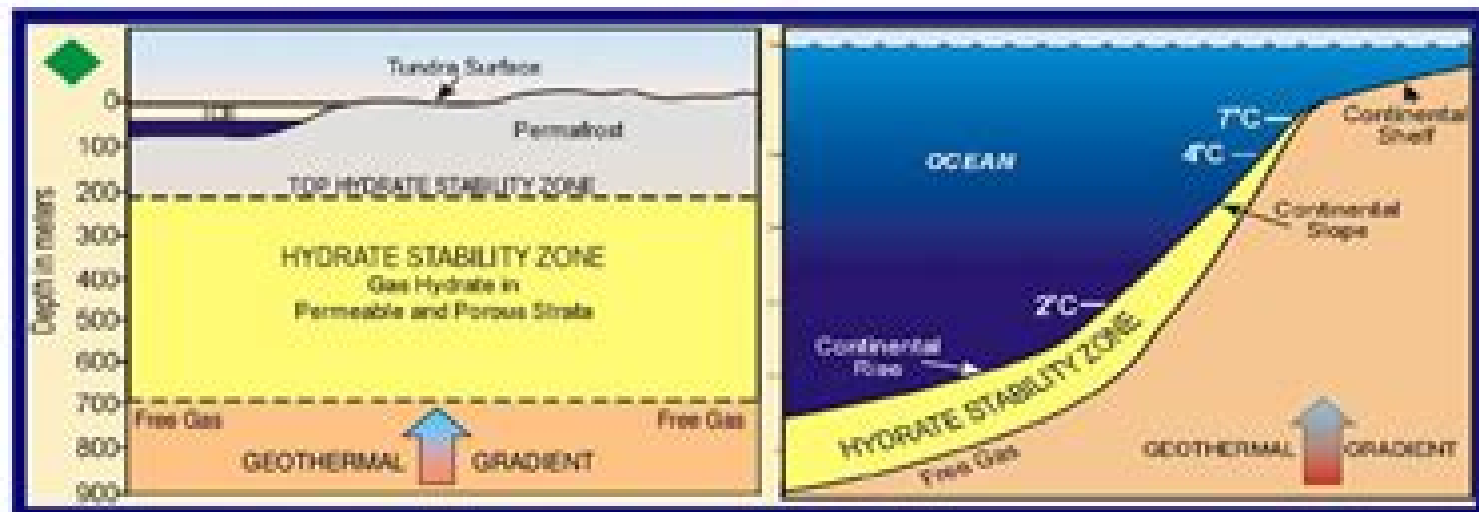 Tundra Surface
0
ICE
Permafrost
100
TOP HYDRATE STABILITY ZONE
200
300
HYDRATE STABILITY ZONE
Gas Hydrate in
400
Permeable and Porous Strata
500
600
700
Free Gas
Free Gas
800
GEOTHERMAL GRADIENT
900
Depth in meters
7°C
Continental
Shelf
4°C
OCEAN
Continental
Slope
2°C
Continental
Rise
HYDRATE STABILITY ZONE
Free Gas
GEOTHERMAL GRADIENT